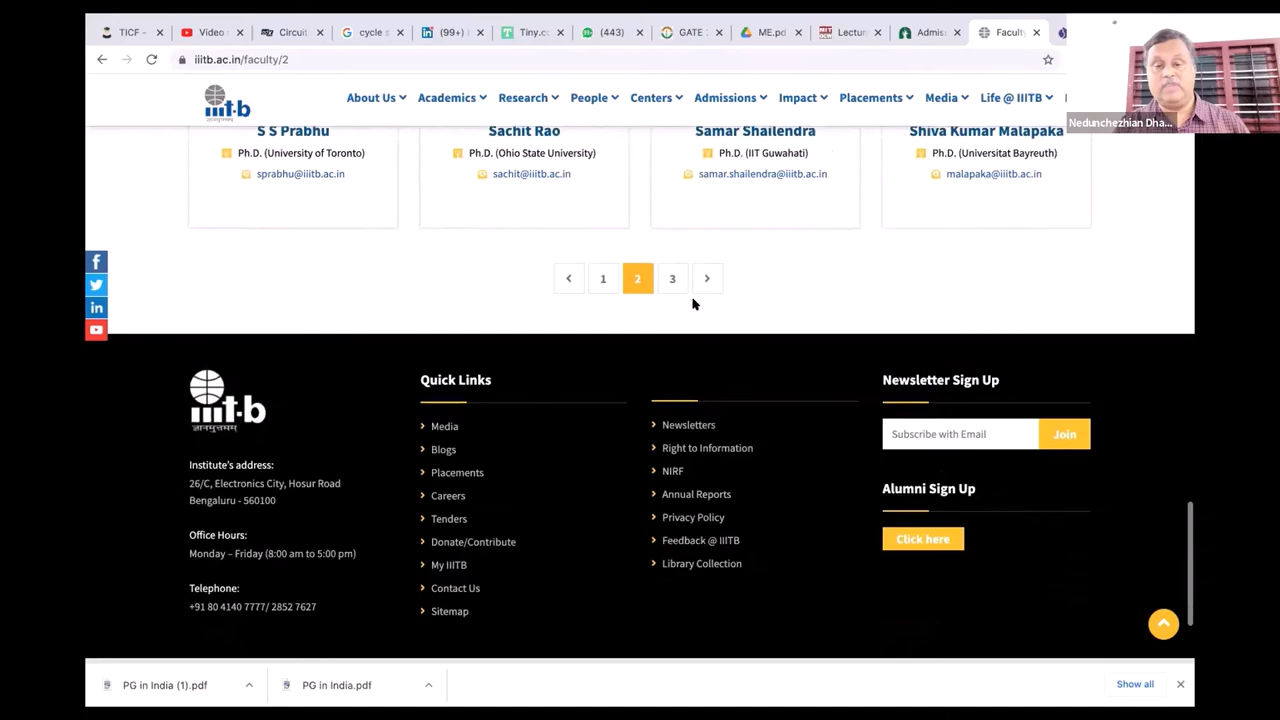 TICF –
Video
Circuit
cycle s
(99+)
Tiny.cc
(443)
GATE 2
ME.pd
Lectur
Admis
Facult
iiitb.ac.in/faculty/2
Nedunchezhian Dha...
iiit-b
About Us
Academics
Research
People
Centers
Admissions
Impact
Placements
Media
Life @ IIITB
S S Prabhu
Sachit Rao
Samar Shailendra
Shiva Kumar Malapaka
Ph.D. (University of Toronto)
Ph.D. (Ohio State University)
Ph.D. (IIT Guwahati)
Ph.D. (Universitat Bayreuth)
sprabhu@iiitb.ac.in
sachit@iiitb.ac.in
samar.shailendra@iiitb.ac.in
malapaka@iiitb.ac.in
1
2
3
iiit-b
ज्ञानमुत्तमम्
Institute's address:
26/C, Electronics City, Hosur Road
Bengaluru - 560100
Office Hours:
Monday – Friday (8:00 am to 5:00 pm)
Telephone:
+91 80 4140 7777/ 2852 7627
Quick Links
Media
Blogs
Placements
Careers
Tenders
Donate/Contribute
My IIITB
Contact Us
Sitemap
Newsletters
Right to Information
NIRF
Annual Reports
Privacy Policy
Feedback @ IIITB
Library Collection
Newsletter Sign Up
Subscribe with Email
Join
Alumni Sign Up
Click here
PG in India (1).pdf
PG in India.pdf
Show all